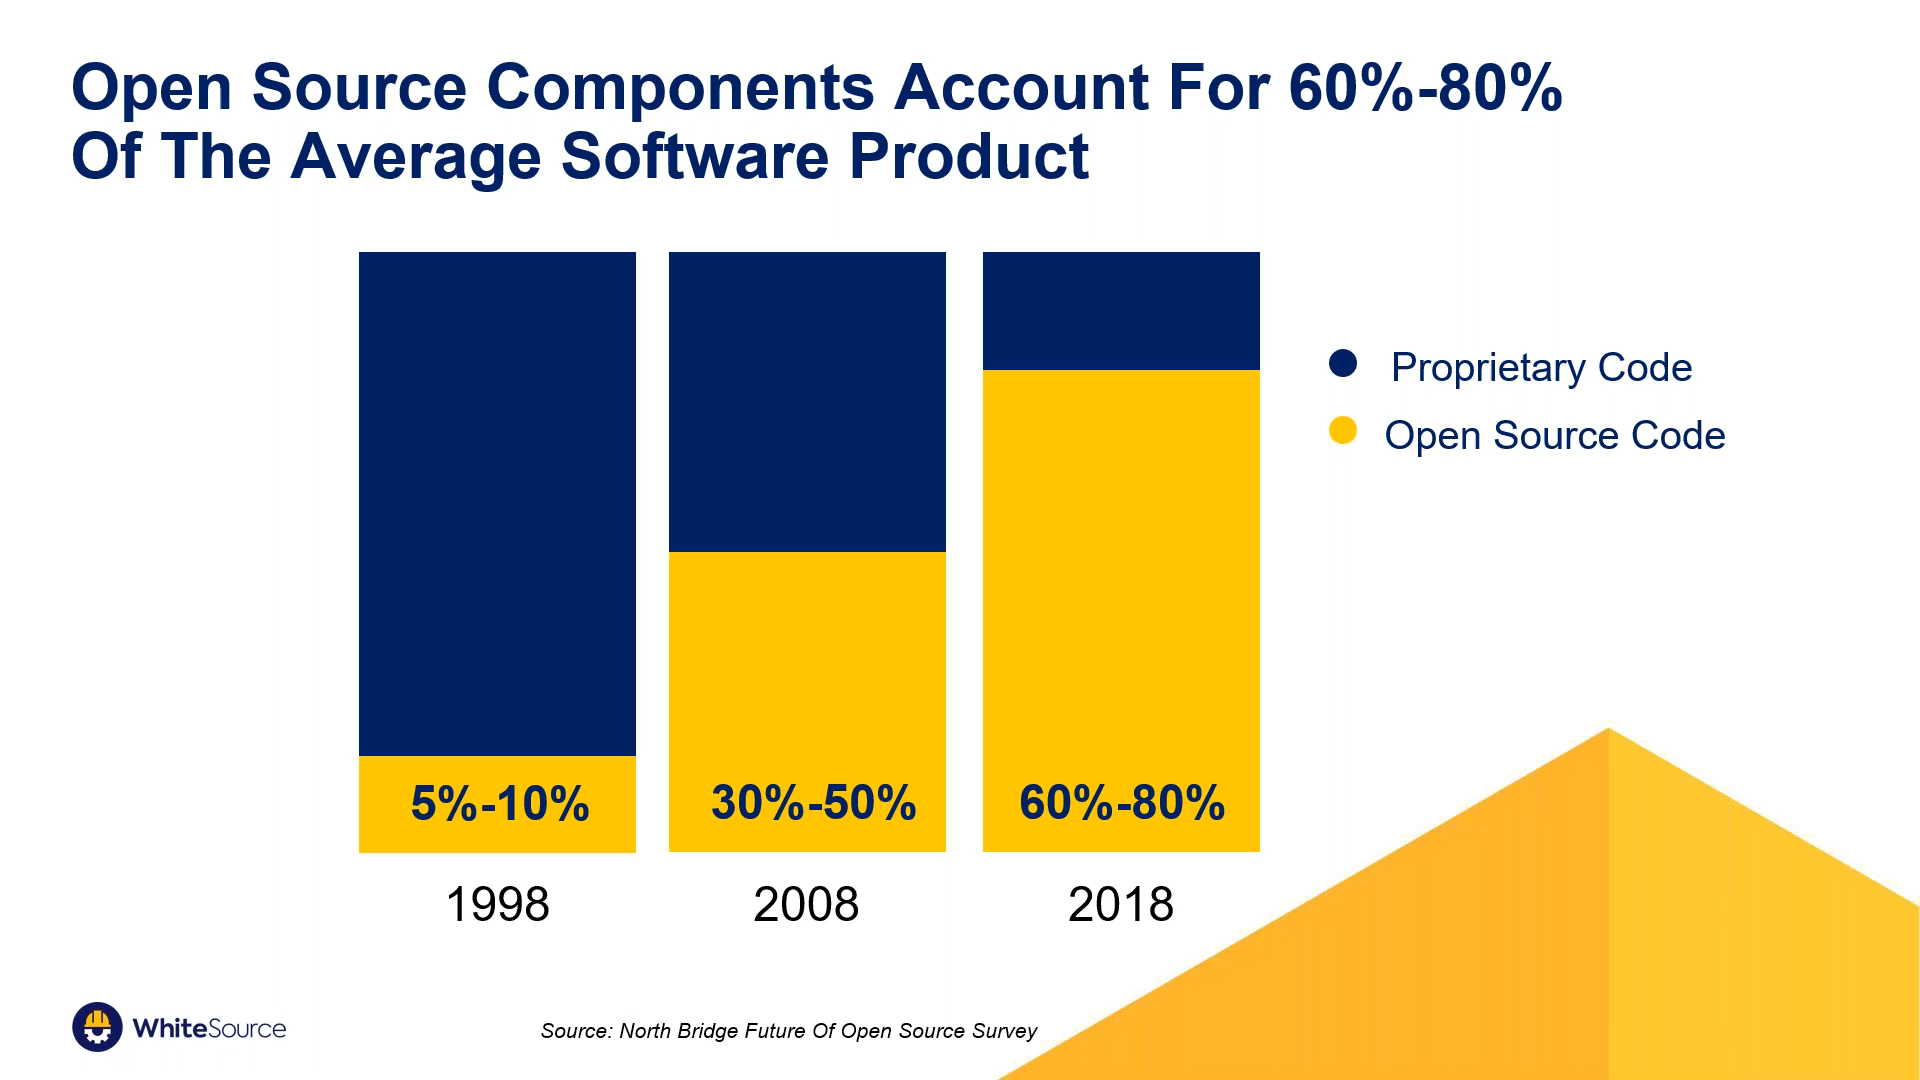 Open Source Components Account For 60%-80%
Of The Average Software Product
Proprietary Code
Open Source Code
5%-10%
30%-50%
60%-80%
1998
2008
2018
WhiteSource
Source: North Bridge Future Of Open Source Survey